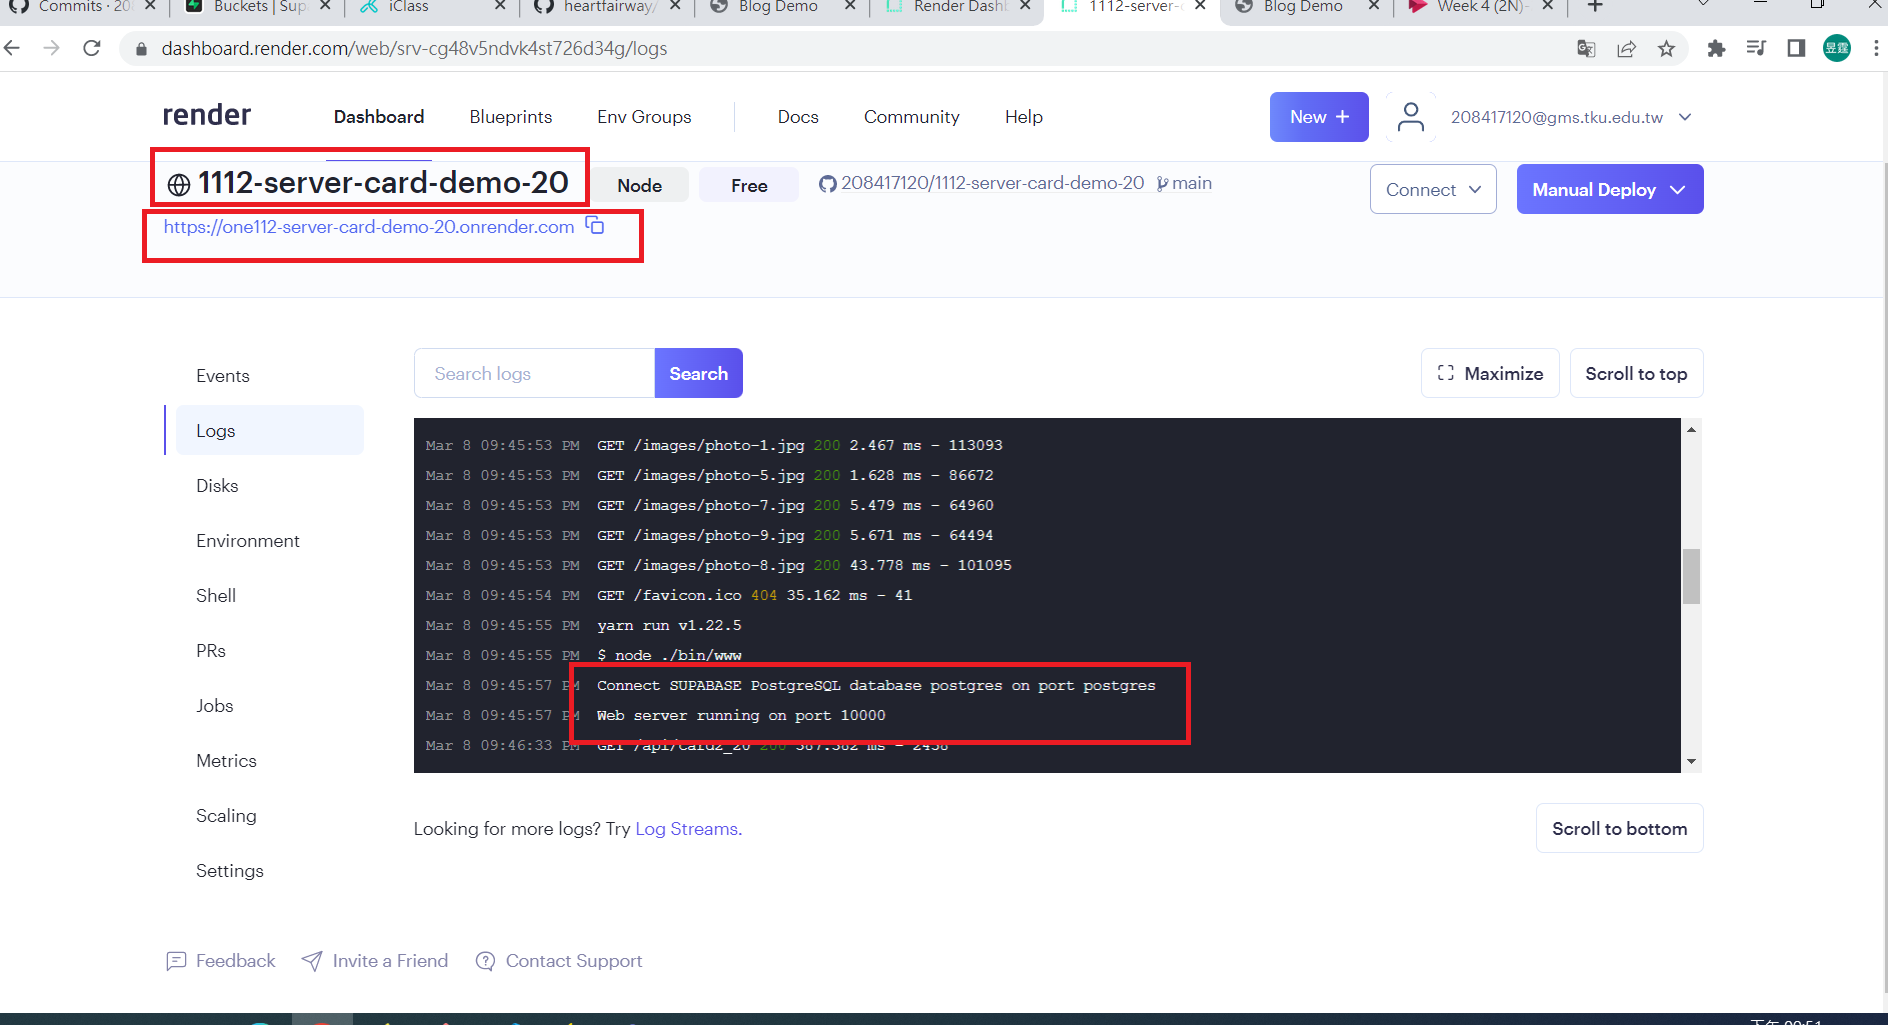 Commits · 20
Buckets | Sup
iClass
heartfairway/
Blog Demo
Render Dash
1112-server-
Blog Demo
Week 4 (2N)-
dashboard.render.com/web/srv-cg48v5ndvk4st726d34g/logs
昱霆
render
Dashboard
Blueprints
Env Groups
Docs
Community
Help
New +
208417120@gms.tku.edu.tw
1112-server-card-demo-20
Node
Free
208417120/1112-server-card-demo-20
main
Connect
Manual Deploy
https://one112-server-card-demo-20.onrender.com
Events
Logs
Disks
Environment
Shell
PRs
Jobs
Metrics
Scaling
Settings
Search logs
Search
Maximize
Scroll to top
Mar 8 09:45:53 PM GET /images/photo-1.jpg 200 2.467 ms - 113093
Mar 8 09:45:53 PM GET /images/photo-5.jpg 200 1.628 ms - 86672
Mar 8 09:45:53 PM GET /images/photo-7.jpg 200 5.479 ms - 64960
Mar 8 09:45:53 PM GET /images/photo-9.jpg 200 5.671 ms - 64494
Mar 8 09:45:53 PM GET /images/photo-8.jpg 200 43.778 ms - 101095
Mar 8 09:45:54 PM GET /favicon.ico 404 35.162 ms - 41
Mar 8 09:45:55 PM yarn run v1.22.5
Mar 8 09:45:55 PM $ node ./bin/www
Mar 8 09:45:57 PM Connect SUPABASE PostgreSQL database postgres on port postgres
Mar 8 09:45:57 PM Web server running on port 10000
Mar 8 09:46:33 PM GET /api/card2_20 200 567.382 ms - 2438
Looking for more logs? Try Log Streams.
Scroll to bottom
Feedback
Invite a Friend
Contact Support